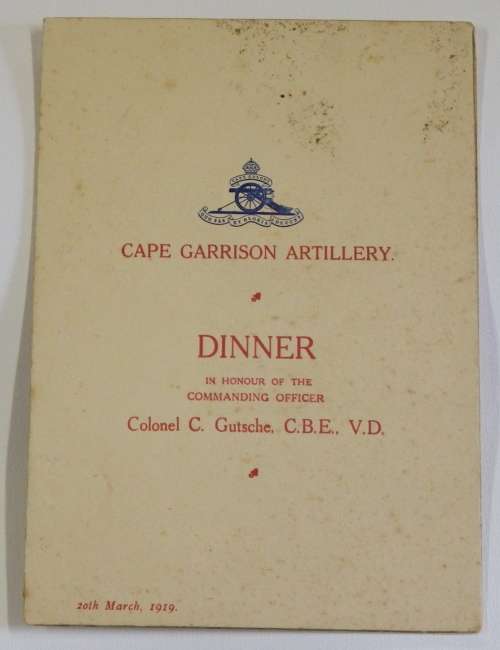 CAPE GARRISON ARTILLERY.
DINNER
IN HONOUR OF THE
COMMANDING OFFICER
Colonel C. Gutsche, C.B.E., V.D.
20th March, 1919.